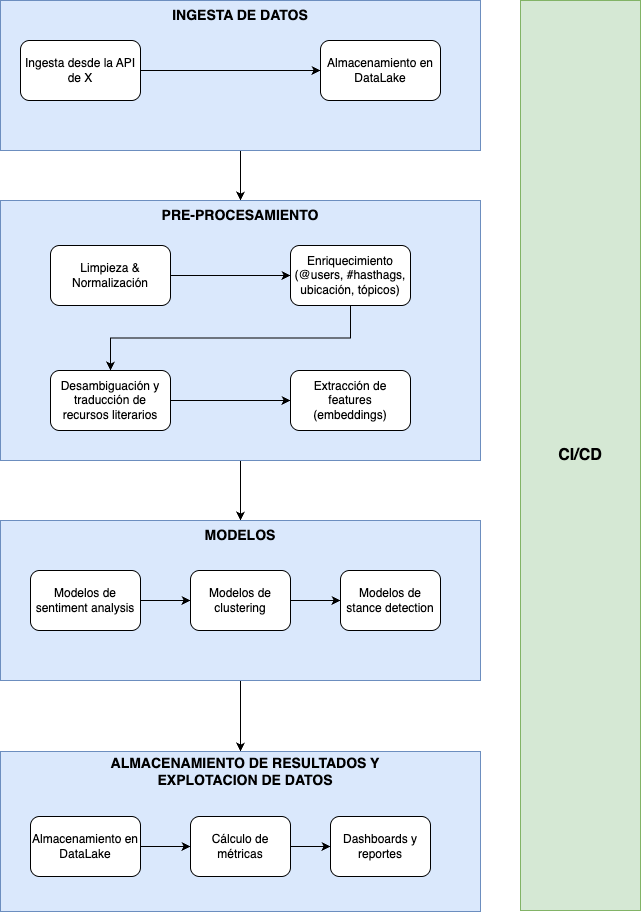 INGESTA DE DATOS
Ingesta desde la API
de X
Almacenamiento en
DataLake
PRE-PROCESAMIENTO
Limpieza &
Normalización
Enriquecimiento
(@users, #hasthags,
ubicación, tópicos)
Desambiguación y
traducción de
recursos literarios
Extracción de
features
(embeddings)
CI/CD
MODELOS
Modelos de
sentiment analysis
Modelos de
clustering
Modelos de
stance detection
ALMACENAMIENTO DE RESULTADOS Y
EXPLOTACION DE DATOS
Almacenamiento en
DataLake
Cálculo de
métricas
Dashboards y
reportes